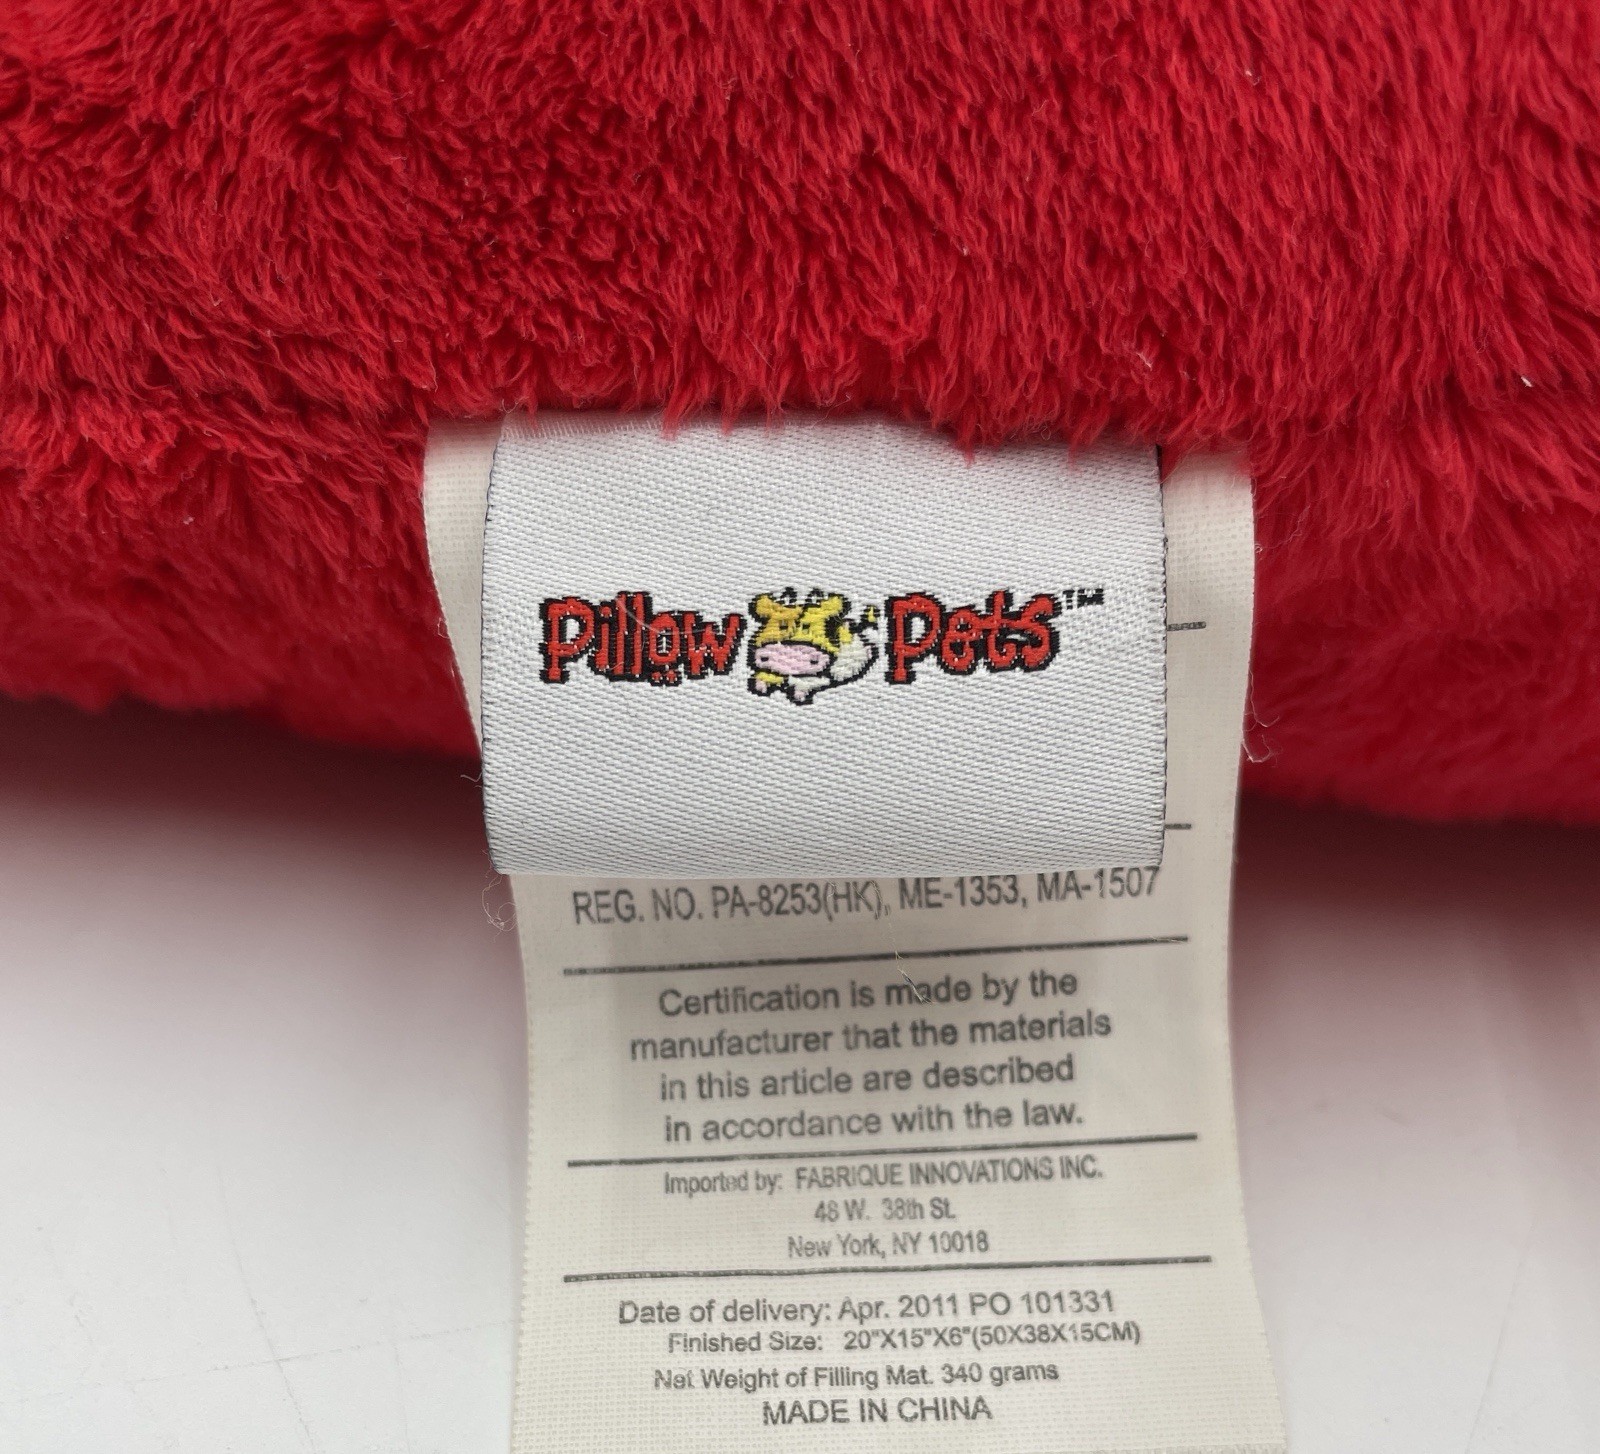 Pillow Pets™
REG. NO. PA-8253(HK), ME-1353, MA-1507
Certification is made by the
manufacturer that the materials
in this article are described
in accordance with the law.
Imported by: FABRIQUE INNOVATIONS INC.
48 W. 38th St.
New York, NY 10018
Date of delivery: Apr. 2011 PO 101331
Finished Size: 20"X15"X6"(50X38X15CM)
Net Weight of Filling Mat. 340 grams
MADE IN CHINA